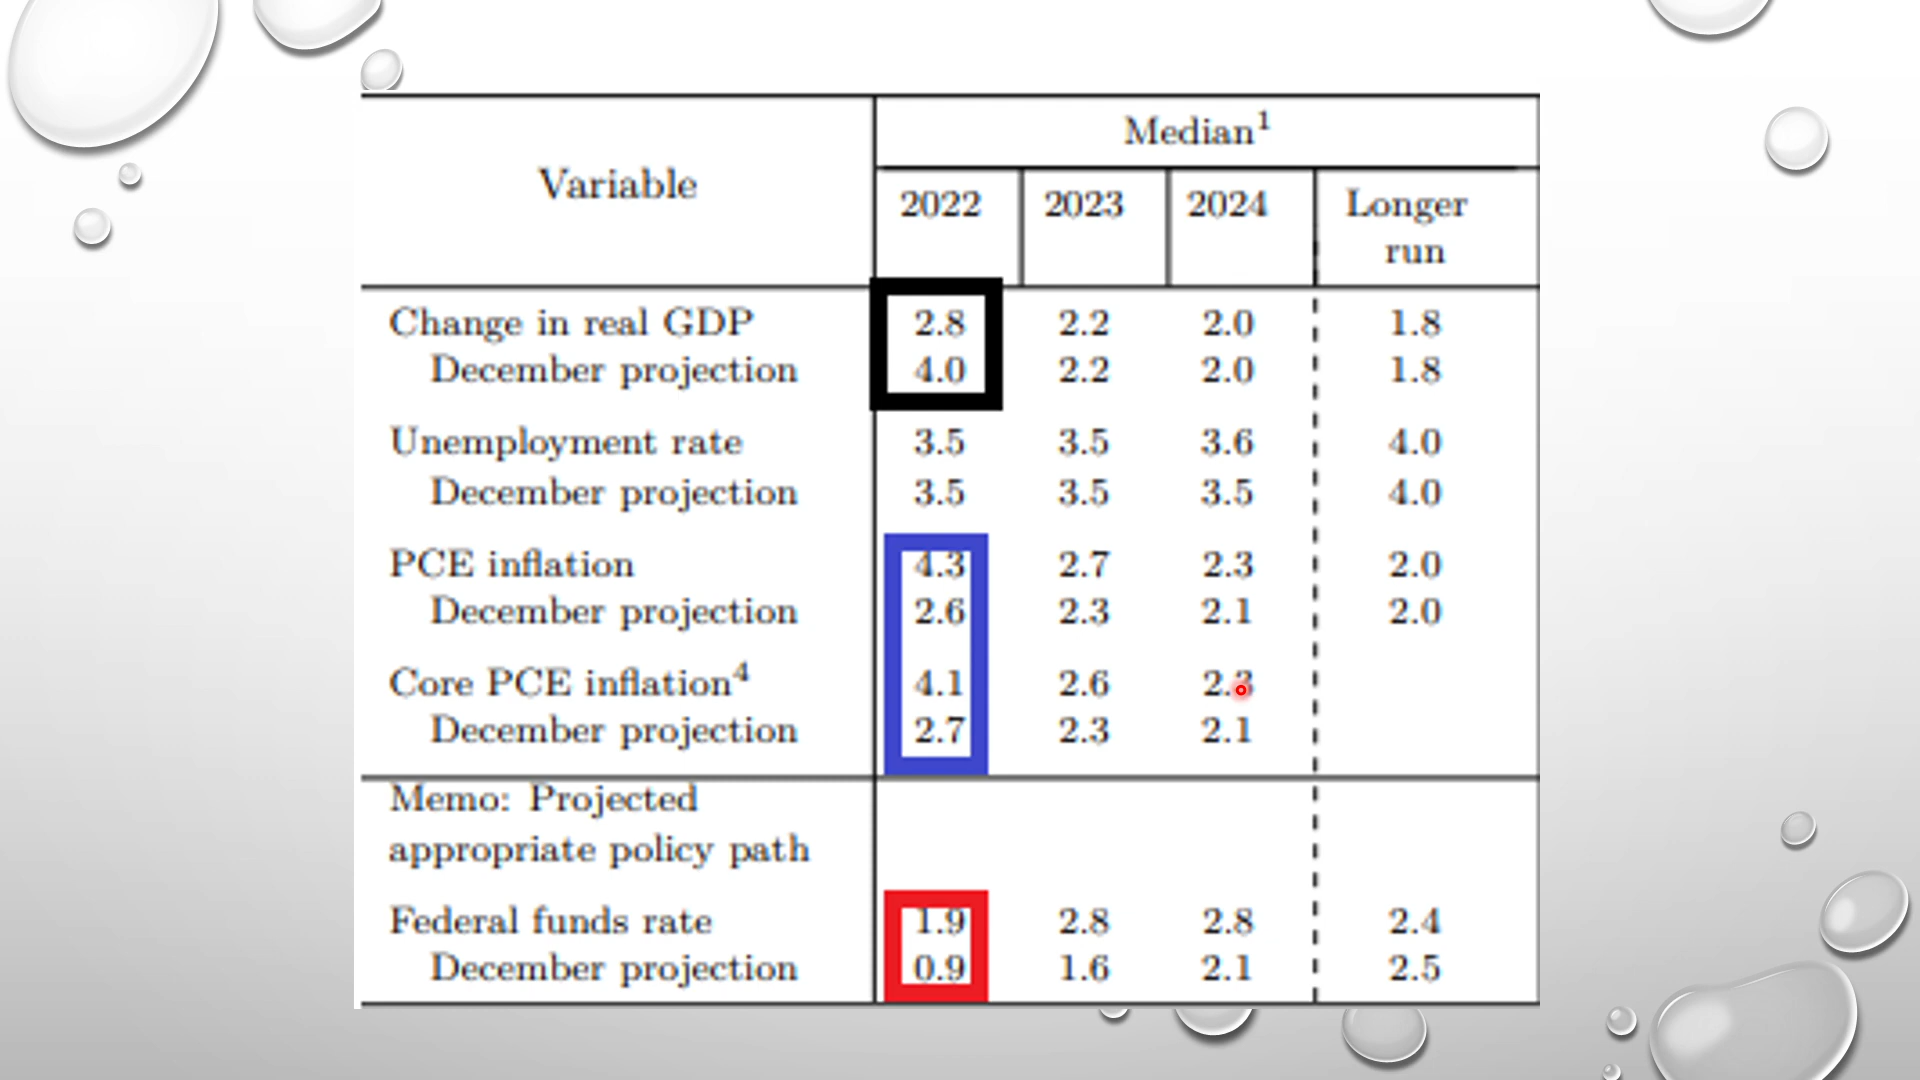 Variable
Median¹
2022 2023 2024 Longer run
Change in real GDP 2.8 2.2 2.0 1.8
December projection 4.0 2.2 2.0 1.8
Unemployment rate 3.5 3.5 3.6 4.0
December projection 3.5 3.5 3.5 4.0
PCE inflation 4.3 2.7 2.3 2.0
December projection 2.6 2.3 2.1 2.0
Core PCE inflation⁴ 4.1 2.6 2.3
December projection 2.7 2.3 2.1
Memo: Projected
appropriate policy path
Federal funds rate 1.9 2.8 2.8 2.4
December projection 0.9 1.6 2.1 2.5